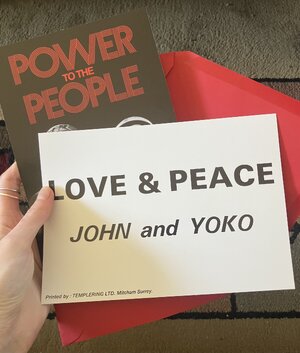 POWER
TO THE
PEOPLE
LOVE & PEACE
JOHN and YOKO
Printed by: TEMPLERING LTD. Mitcham Surrey.